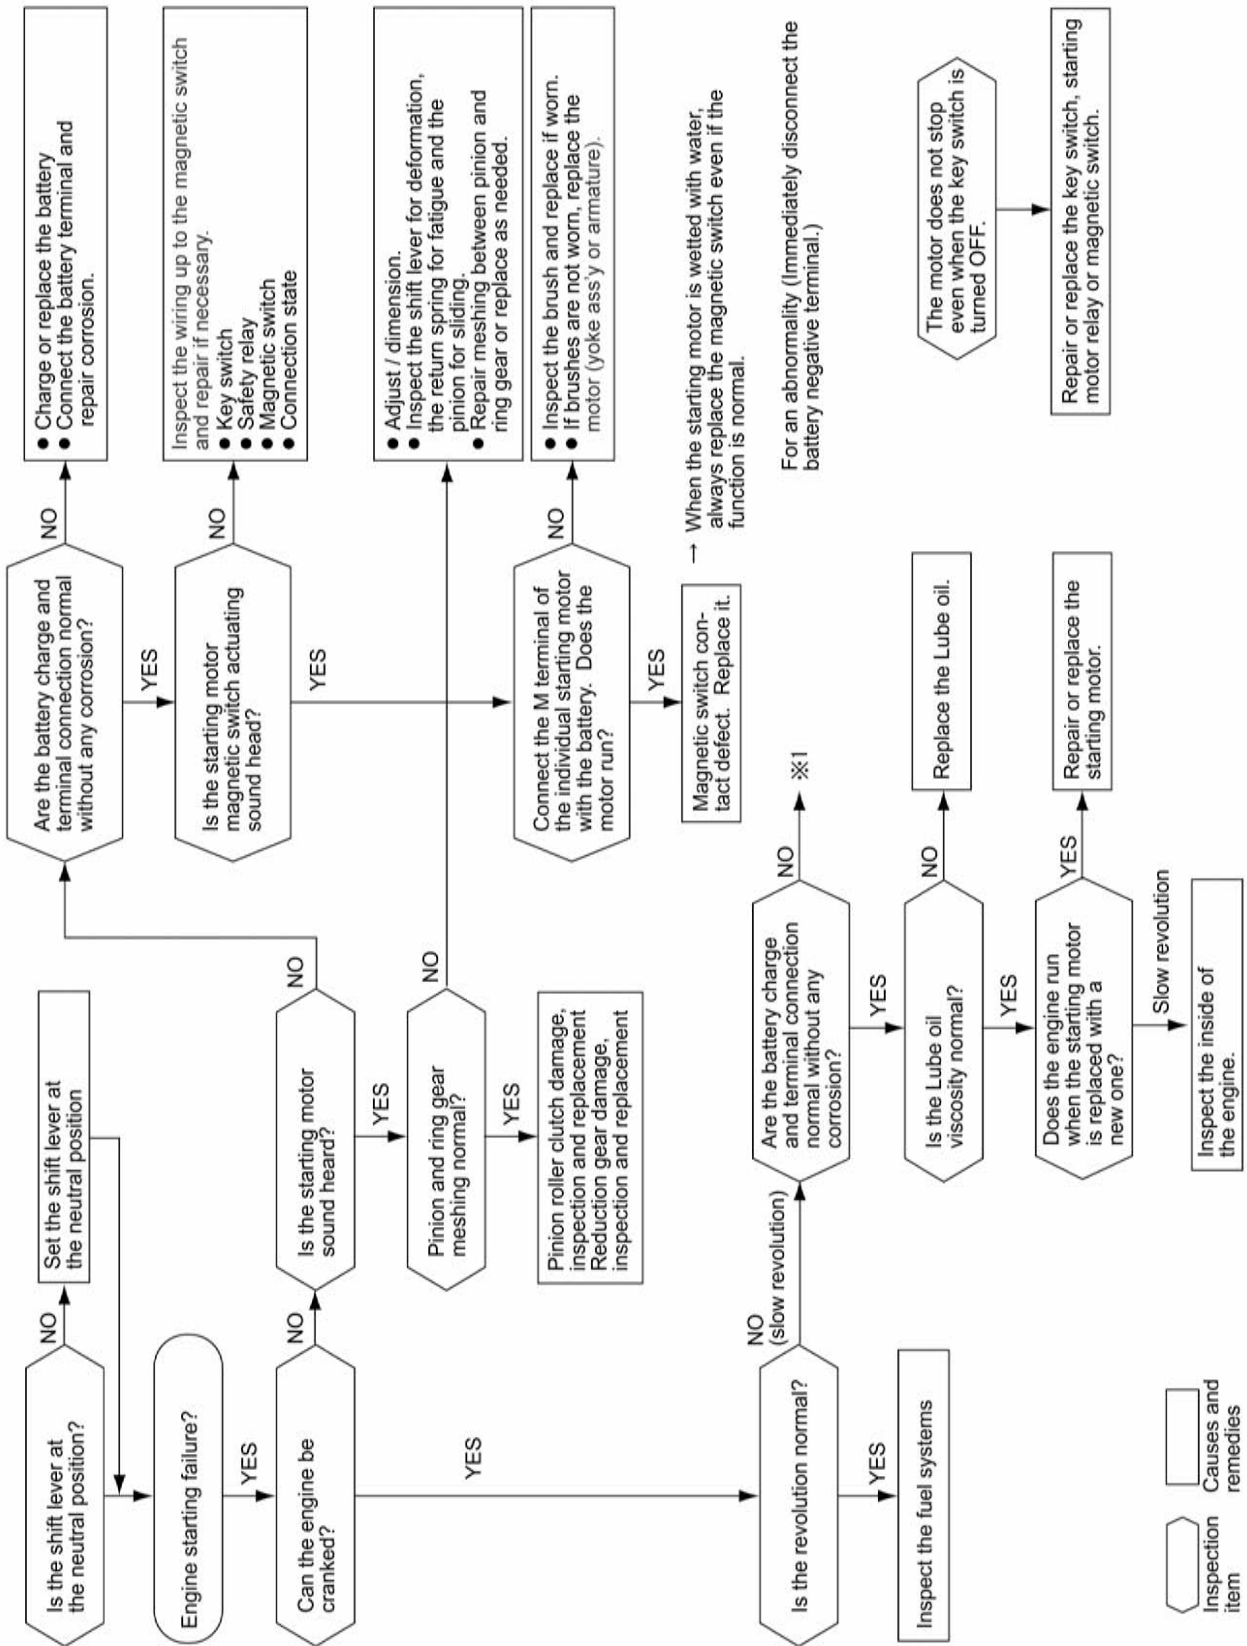 Is the shift lever at
the neutral position?
NO
Set the shift lever at
the neutral position
Engine starting failure?
YES
Can the engine be
cranked?
NO
Is the starting motor
sound heard?
NO
Are the battery charge and
terminal connection normal
without any corrosion?
NO
● Charge or replace the battery
● Connect the battery terminal and
repair corrosion.
YES
Is the starting motor
magnetic switch actuating
sound head?
NO
Inspect the wiring up to the magnetic switch
and repair if necessary.
● Key switch
● Safety relay
● Magnetic switch
● Connection state
YES
YES
Pinion and ring gear
meshing normal?
NO
● Adjust / dimension.
● Inspect the shift lever for deformation,
the return spring for fatigue and the
pinion for sliding.
● Repair meshing between pinion and
ring gear or replace as needed.
YES
Pinion roller clutch damage,
inspection and replacement
Reduction gear damage,
inspection and replacement
Connect the M terminal of
the individual starting motor
with the battery. Does the
motor run?
NO
● Inspect the brush and replace if worn.
● If brushes are not worn, replace the
motor (yoke ass'y or armature).
YES
Magnetic switch con-
tact defect. Replace it.
→ When the starting motor is wetted with water,
always replace the magnetic switch even if the
function is normal.
YES
Is the revolution normal?
NO
(slow revolution)
Are the battery charge
and terminal connection
normal without any
corrosion?
NO
※1
YES
Inspect the fuel systems
YES
Is the Lube oil
viscosity normal?
NO
Replace the Lube oil.
YES
Does the engine run
when the starting motor
is replaced with a
new one?
YES
Repair or replace the
starting motor.
Slow revolution
Inspect the inside of
the engine.
For an abnormality (Immediately disconnect the
battery negative terminal.)
The motor does not stop
even when the key switch is
turned OFF.
Repair or replace the key switch, starting
motor relay or magnetic switch.
Inspection
item
Causes and
remedies